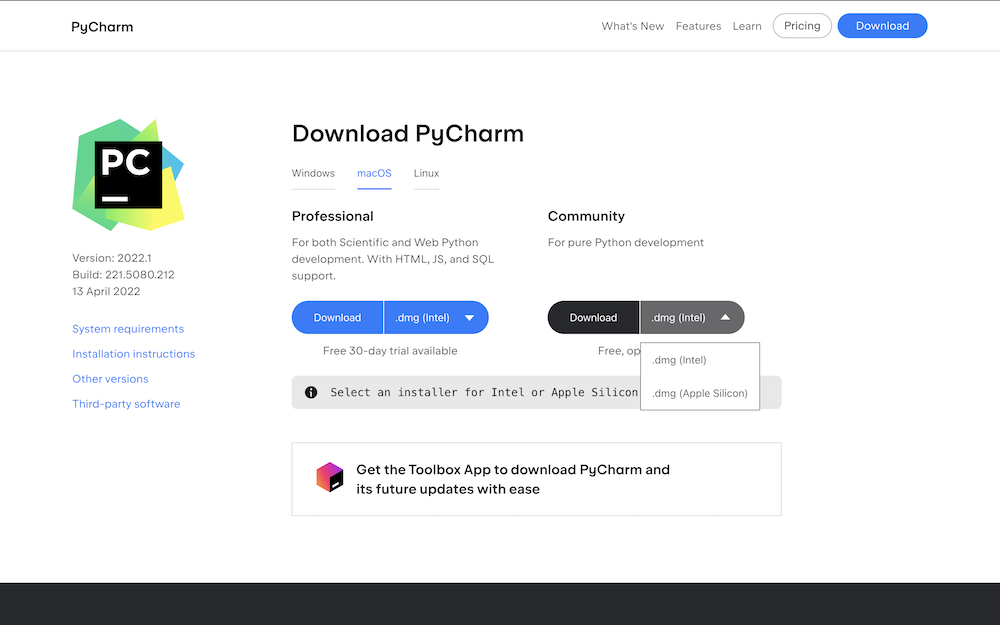 PyCharm
What's New
Features
Learn
Pricing
Download
PC
Version: 2022.1
Build: 221.5080.212
13 April 2022
System requirements
Installation instructions
Other versions
Third-party software
Download PyCharm
Windows
macOS
Linux
Professional
For both Scientific and Web Python
development. With HTML, JS, and SQL
support.
Download
.dmg (Intel)
Free 30-day trial available
Community
For pure Python development
Download
.dmg (Intel)
Free, op
.dmg (Intel)
.dmg (Apple Silicon)
Select an installer for Intel or Apple Silicon
Get the Toolbox App to download PyCharm and
its future updates with ease